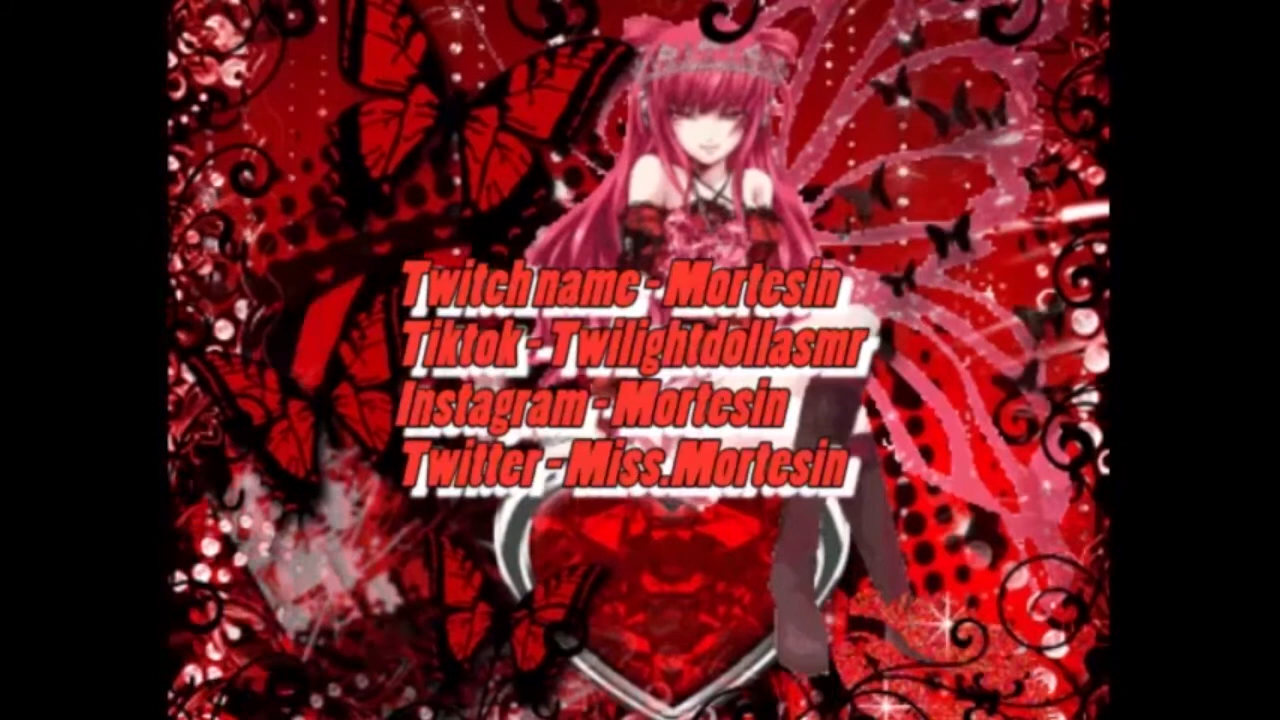 Twitch name - Mortesin
Tiktok - Twilightdollasmr
Instagram - Mortesin
Twitter - Miss.Mortesin